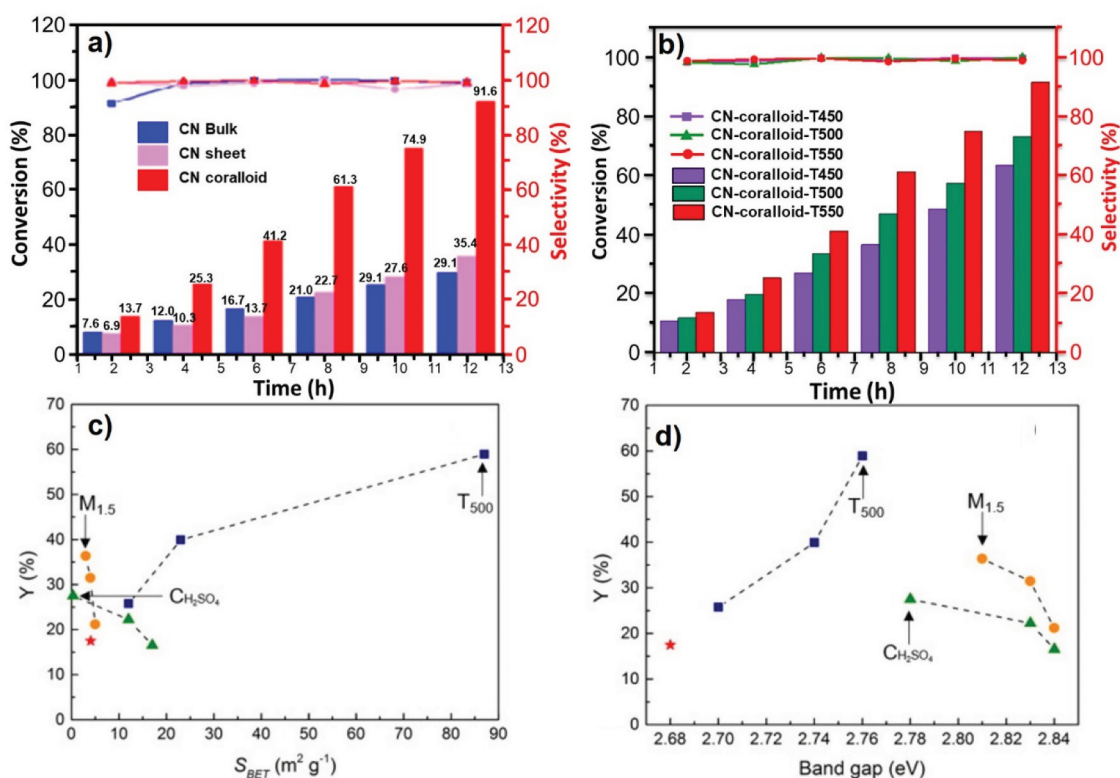 a)
Conversion (%)
Selectivity (%)
120
100
80
60
40
20
0
120
100
80
60
40
20
0
CN Bulk
CN sheet
CN coralloid
7.6
6.9
13.7
12.0
10.3
25.3
16.7
13.7
41.2
21.0
22.7
61.3
29.1
27.6
74.9
29.1
35.4
91.6
1 2 3 4 5 6 7 8 9 10 11 12 13
Time (h)
b)
Conversion (%)
Selectivity (%)
100
80
60
40
20
0
100
80
60
40
20
0
CN-coralloid-T450
CN-coralloid-T500
CN-coralloid-T550
CN-coralloid-T450
CN-coralloid-T500
CN-coralloid-T550
1 2 3 4 5 6 7 8 9 10 11 12 13
Time (h)
c)
Y (%)
70
60
50
40
30
20
10
0
M1.5
CH2SO4
T500
0 10 20 30 40 50 60 70 80 90
SBET (m² g⁻¹)
d)
Y (%)
70
60
50
40
30
20
10
0
T500
M1.5
CH2SO4
2.68 2.70 2.72 2.74 2.76 2.78 2.80 2.82 2.84
Band gap (eV)